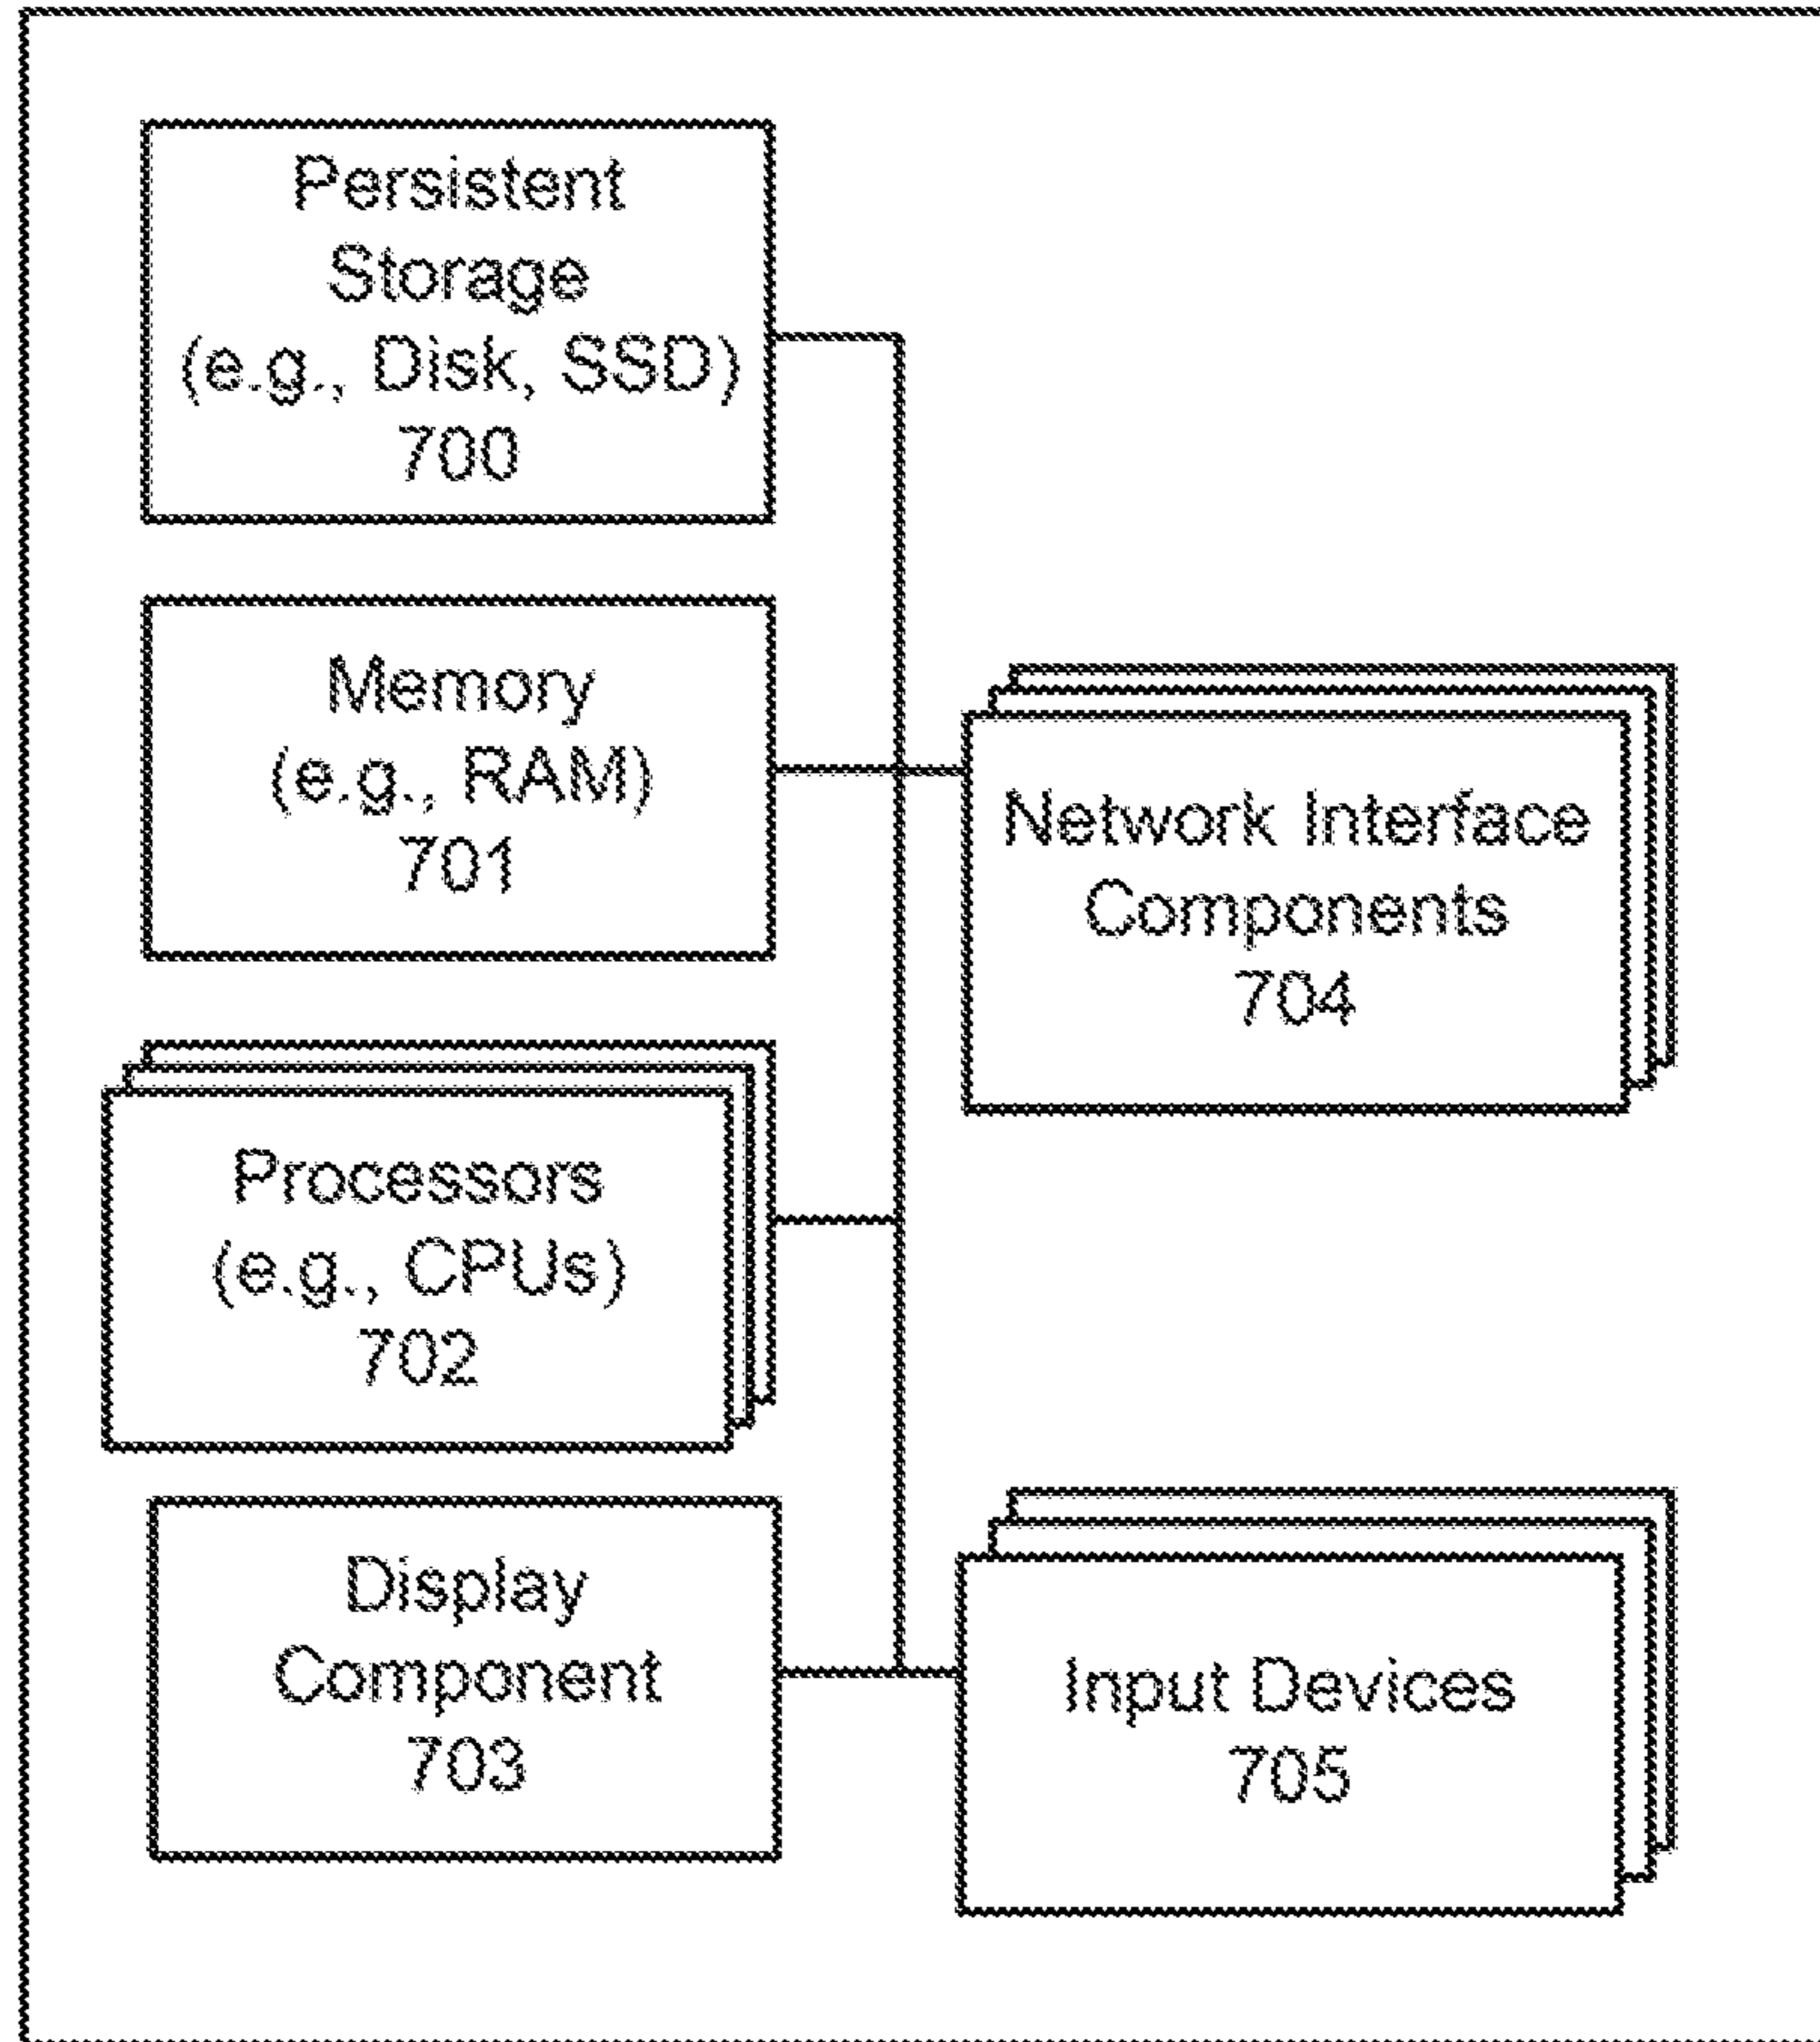 Persistent
Storage
(e.g., Disk, SSD)
700
Memory
(e.g., RAM)
701
Processors
(e.g., CPUs)
702
Display
Component
703
Network Interface
Components
704
Input Devices
705